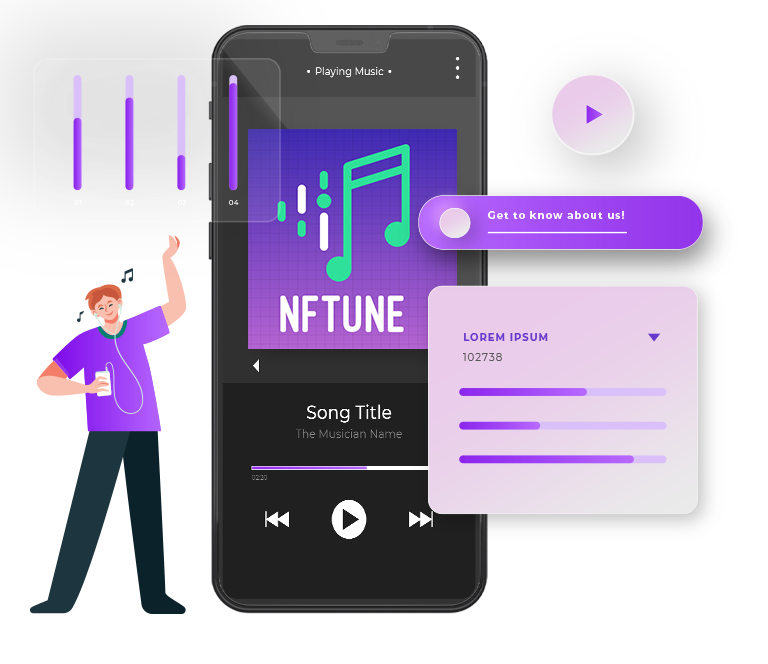 • Playing Music •
01
02
03
04
Get to know about us!
NFTUNE
LOREM IPSUM
102738
Song Title
The Musician Name
02:20